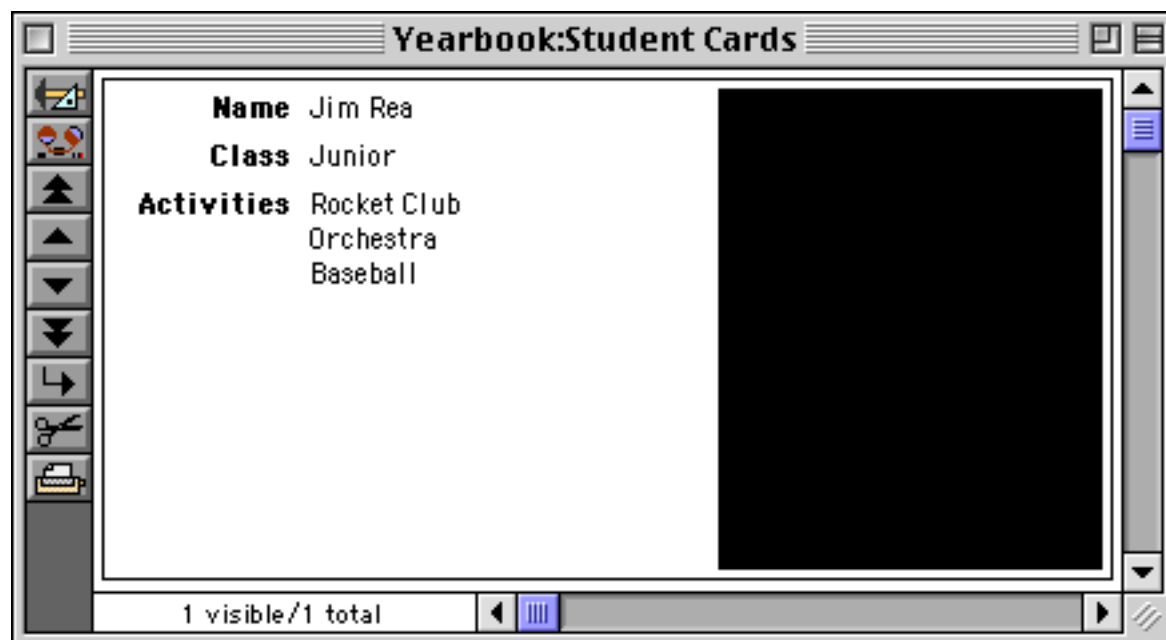 Yearbook:Student Cards
Name Jim Rea
Class Junior
Activities Rocket Club
Orchestra
Baseball
1 visible/1 total